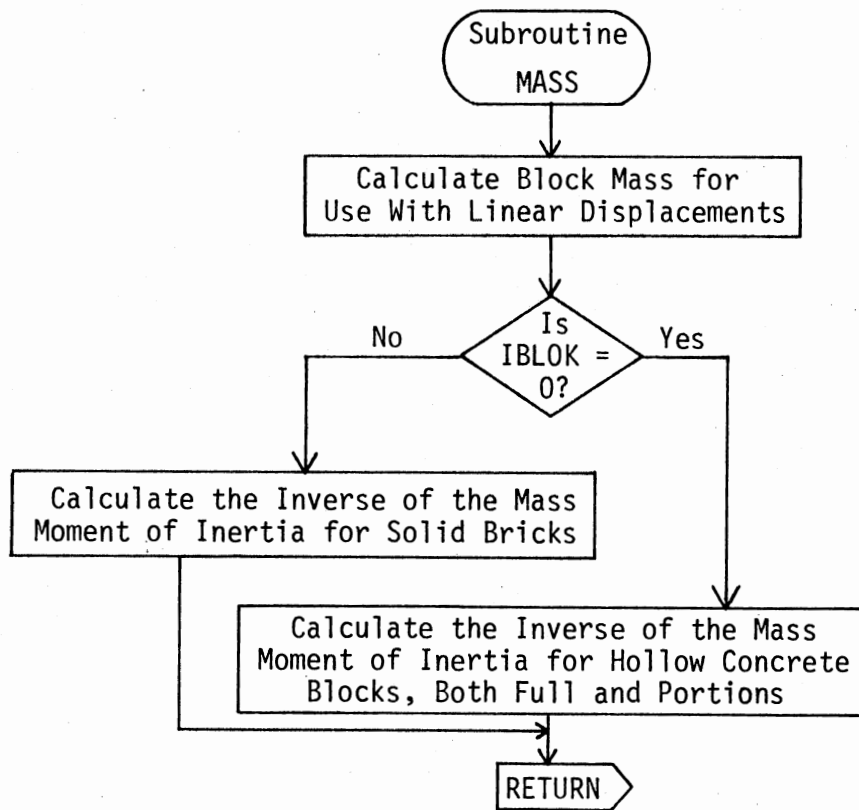 Subroutine
MASS
Calculate Block Mass for
Use With Linear Displacements
Is
IBLOK =
0?
No
Yes
Calculate the Inverse of the Mass
Moment of Inertia for Solid Bricks
Calculate the Inverse of the Mass
Moment of Inertia for Hollow Concrete
Blocks, Both Full and Portions
RETURN